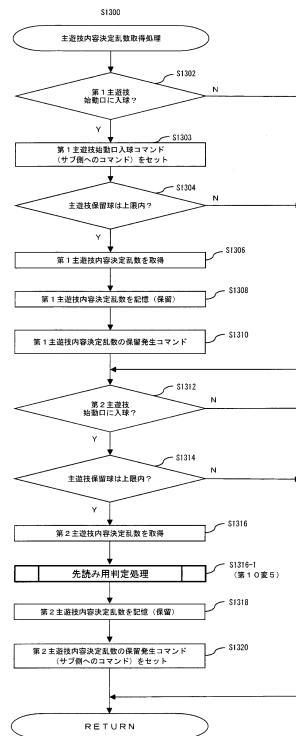 S1300
主遊技内容決定乱数取得処理
S1302
第１主遊技
始動口に入球？
N
Y
S1303
第１主遊技始動口入球コマンド
（サブ側へのコマンド）をセット
S1304
主遊技保留球は上限内？
N
Y
S1306
第１主遊技内容決定乱数を取得
S1308
第１主遊技内容決定乱数を記憶（保留）
S1310
第１主遊技内容決定乱数の保留発生コマンド
S1312
第２主遊技
始動口に入球？
N
Y
S1314
主遊技保留球は上限内？
N
Y
S1316
第２主遊技内容決定乱数を取得
S1316-1
（第１０変５）
先読み用判定処理
S1318
第２主遊技内容決定乱数を記憶（保留）
S1320
第２主遊技内容決定乱数の保留発生コマンド
（サブ側へのコマンド）をセット
RETURN